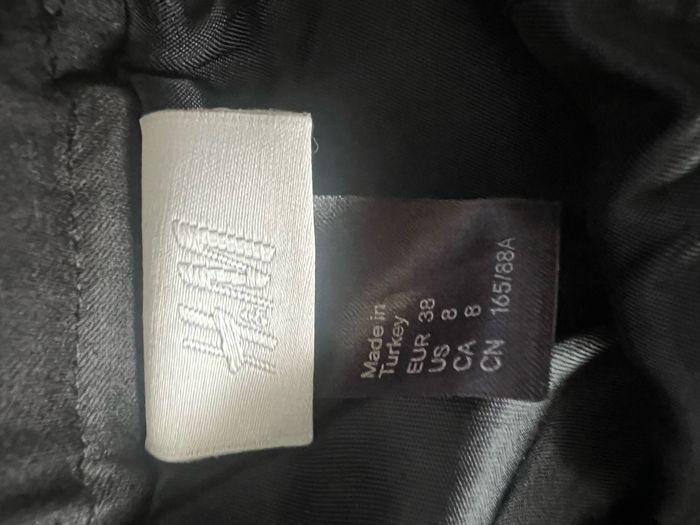 H&M
Made in
Turkey
EUR 38
US 8
CA 8
CN 165/88A